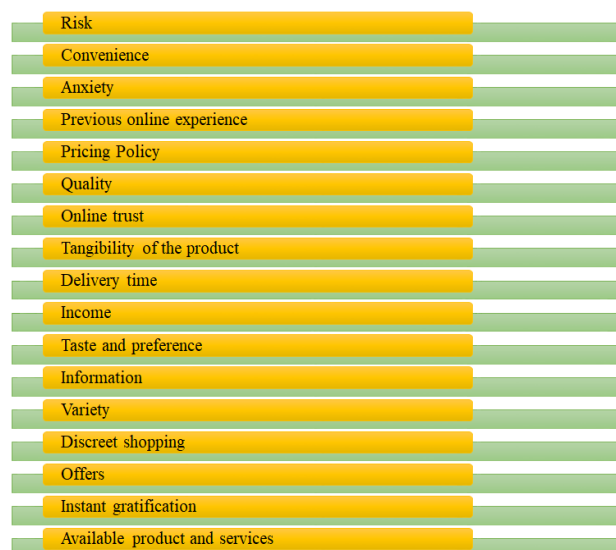 Risk
Convenience
Anxiety
Previous online experience
Pricing Policy
Quality
Online trust
Tangibility of the product
Delivery time
Income
Taste and preference
Information
Variety
Discreet shopping
Offers
Instant gratification
Available product and services